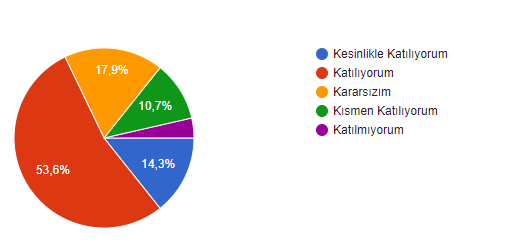 17,9%
10,7%
14,3%
53,6%
Kesinlikle Katılıyorum
Katılıyorum
Kararsızım
Kısmen Katılıyorum
Katılmıyorum